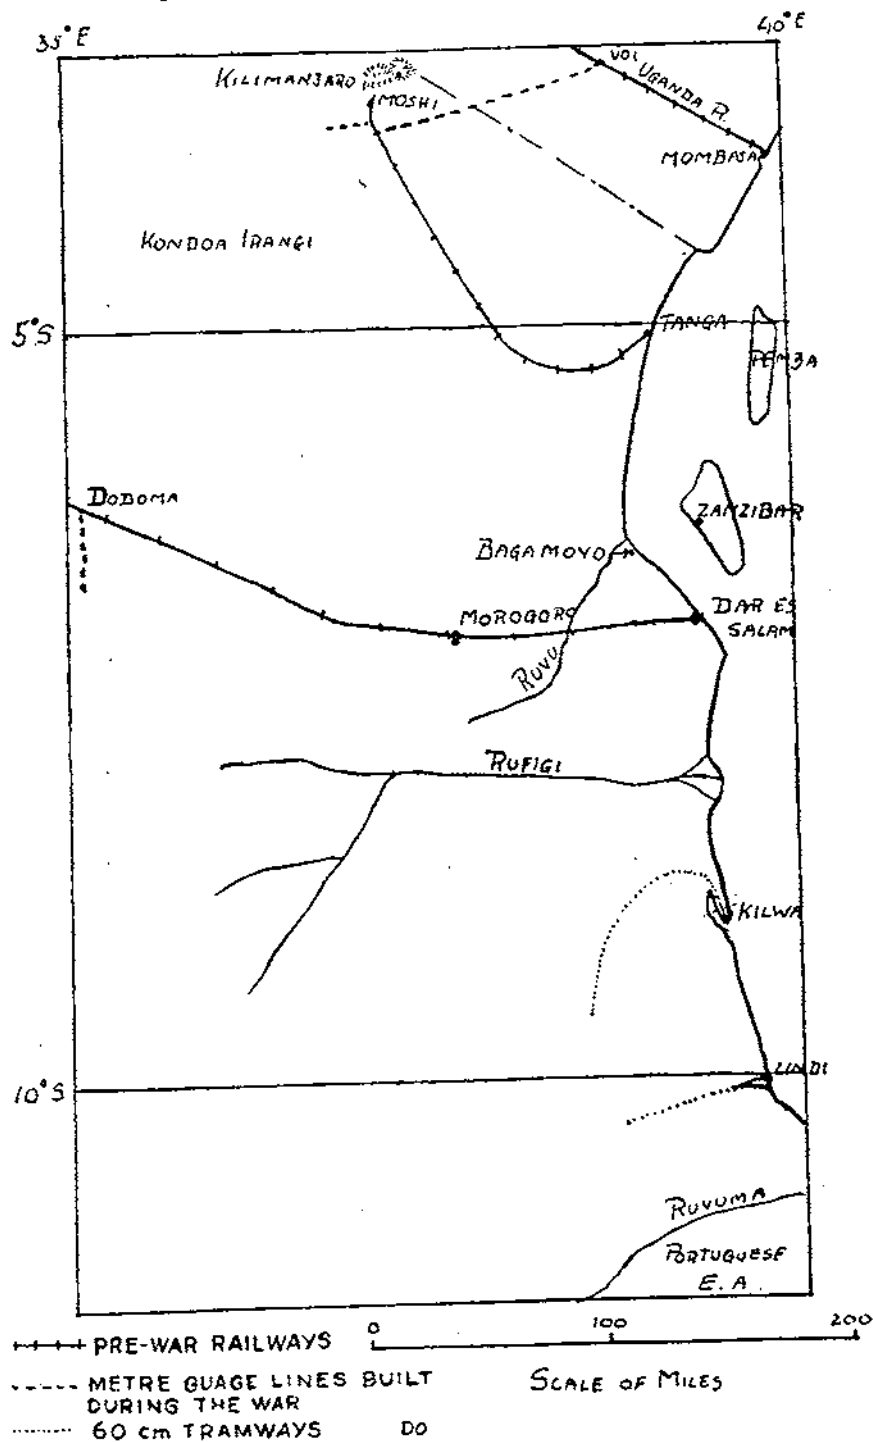 35°E
40°E
VOI
UGANDA R.
KILIMANJARO
MOSHI
MOMBASA
KONDOA IRANGI
5°S
TANGA
PEMBA
DODOMA
ZANZIBAR
BAGAMOYO
MOROGORO
DAR ES
SALAM
RUVU
RUFIGI
KILWA
10°S
LINDI
RUVUMA
PORTUGUESE
E.A.
PRE-WAR RAILWAYS
0 100 200
METRE GUAGE LINES BUILT
DURING THE WAR
SCALE OF MILES
60 cm TRAMWAYS DO